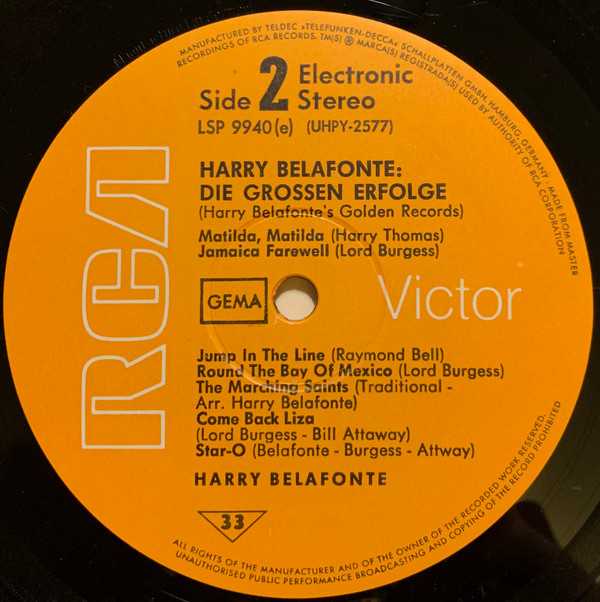 MANUFACTURED BY TELDEC »TELEFUNKEN-DECCA« SCHALLPLATTEN GMBH, HAMBURG, GERMANY · MADE FROM MASTER
RECORDINGS OF RCA RECORDS. TM(S) ® MARCA(S) REGISTRADA(S) USED BY AUTHORITY OF RCA CORPORATION
Side 2 Electronic
Stereo
LSP 9940 (e) (UHPY-2577)
HARRY BELAFONTE:
DIE GROSSEN ERFOLGE
(Harry Belafonte's Golden Records)
Matilda, Matilda (Harry Thomas)
Jamaica Farewell (Lord Burgess)
RCA
GEMA
Victor
Jump In The Line (Raymond Bell)
Round The Bay Of Mexico (Lord Burgess)
The Marching Saints (Traditional -
Arr. Harry Belafonte)
Come Back Liza
(Lord Burgess - Bill Attaway)
Star-O (Belafonte - Burgess - Attway)
HARRY BELAFONTE
33
ALL RIGHTS OF THE MANUFACTURER AND OF THE OWNER OF THE RECORDED WORK RESERVED.
UNAUTHORISED PUBLIC PERFORMANCE BROADCASTING AND COPYING OF THE RECORD PROHIBITED